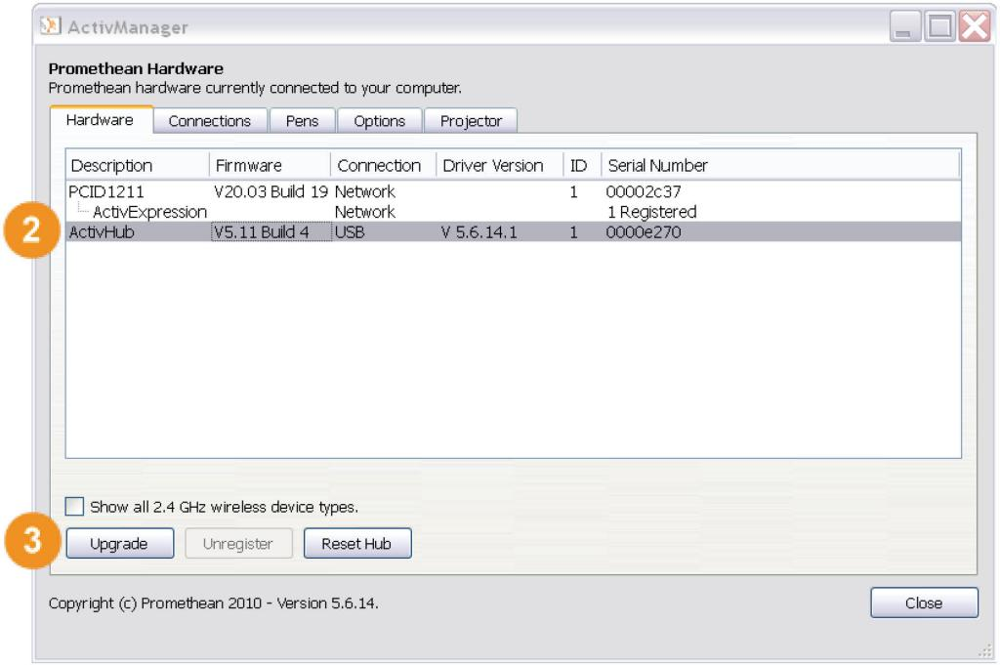 ActivManager
Promethean Hardware
Promethean hardware currently connected to your computer.
Hardware Connections Pens Options Projector
Description Firmware Connection Driver Version ID Serial Number
PCID1211 V20.03 Build 19 Network 1 00002c37
ActivExpression Network 1 Registered
2 ActivHub V5.11 Build 4 USB V 5.6.14.1 1 0000e270
Show all 2.4 GHz wireless device types.
3 Upgrade Unregister Reset Hub
Copyright (c) Promethean 2010 - Version 5.6.14. Close